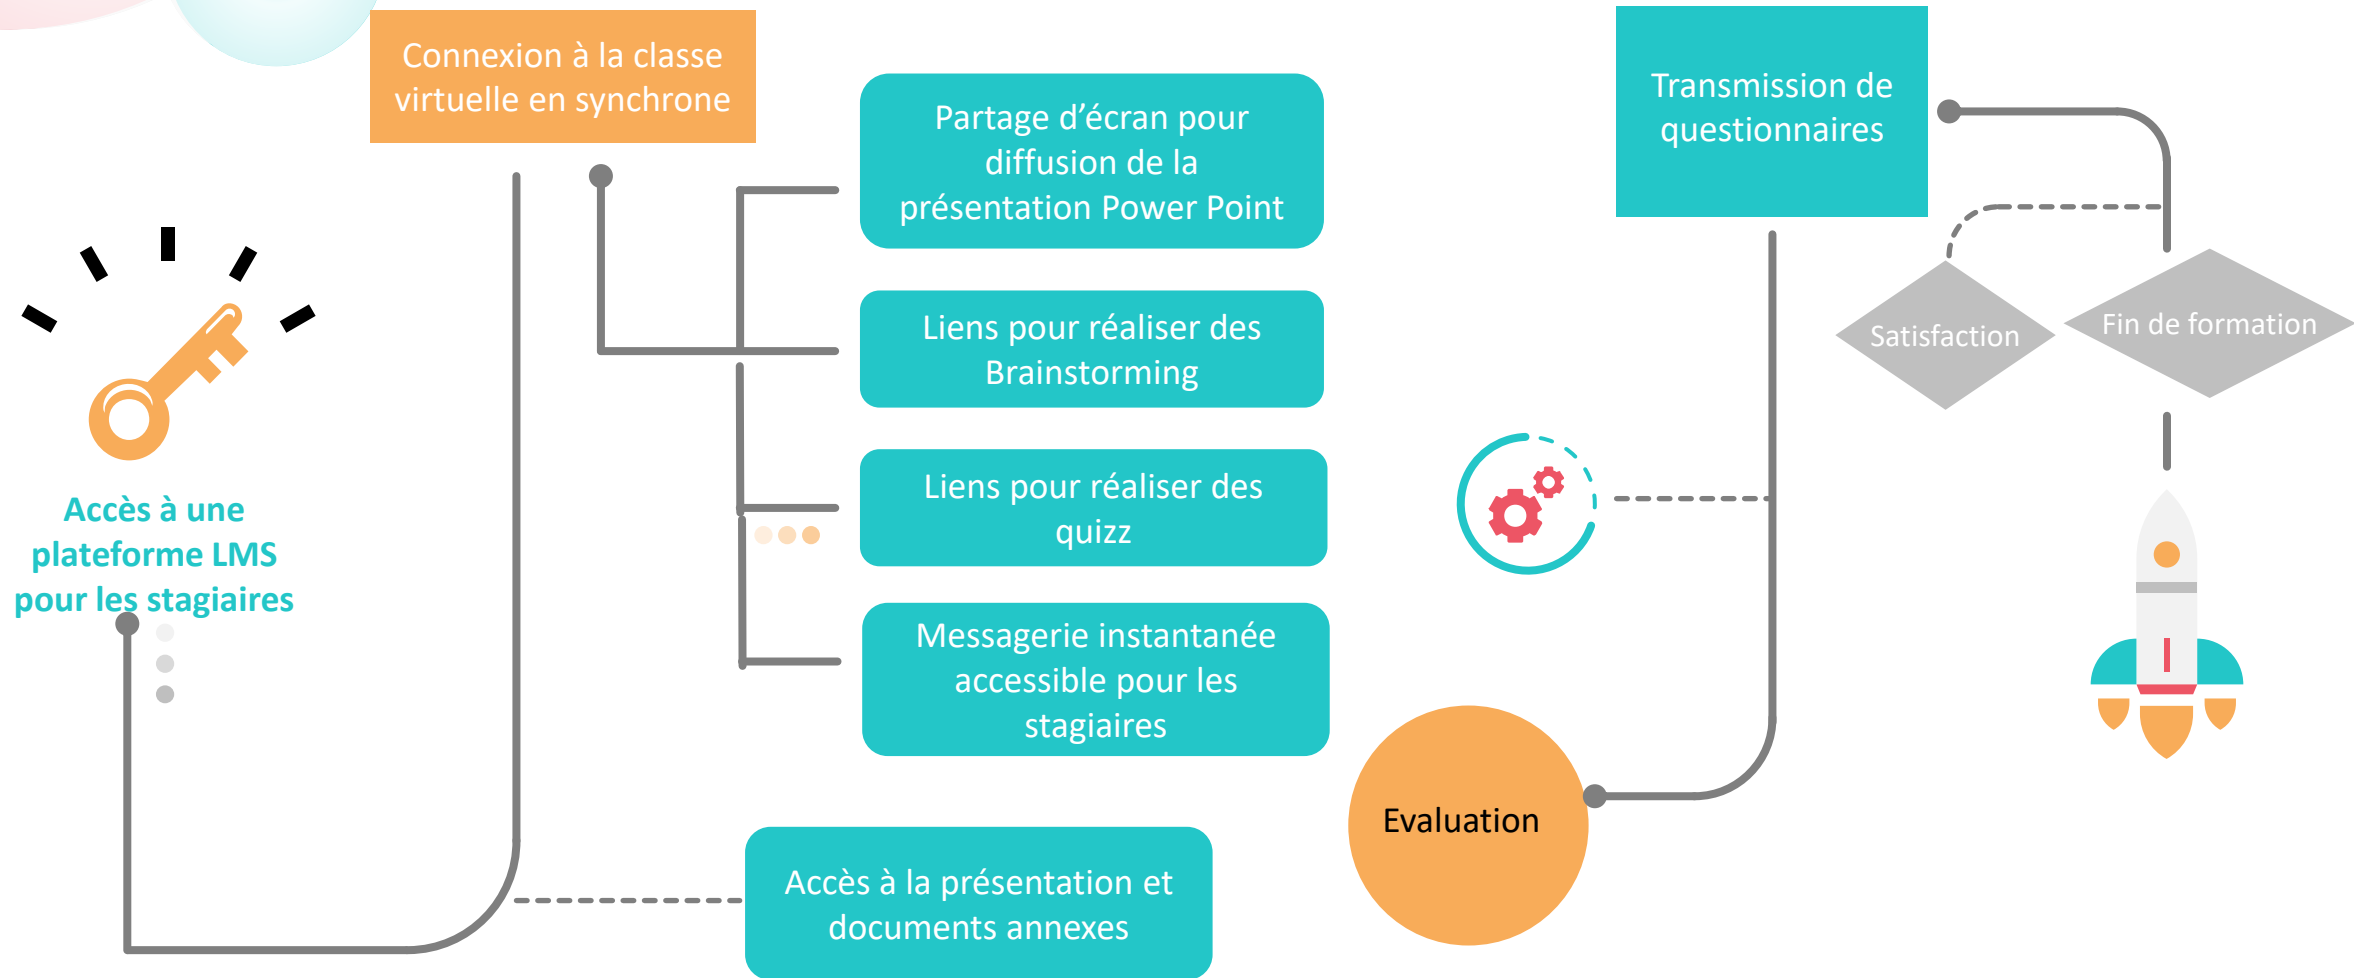 Connexion à la classe
virtuelle en synchrone
Accès à une
plateforme LMS
pour les stagiaires
Partage d’écran pour
diffusion de la
présentation Power Point
Liens pour réaliser des
Brainstorming
Liens pour réaliser des
quizz
Messagerie instantanée
accessible pour les
stagiaires
Accès à la présentation et
documents annexes
Evaluation
Transmission de
questionnaires
Satisfaction
Fin de formation